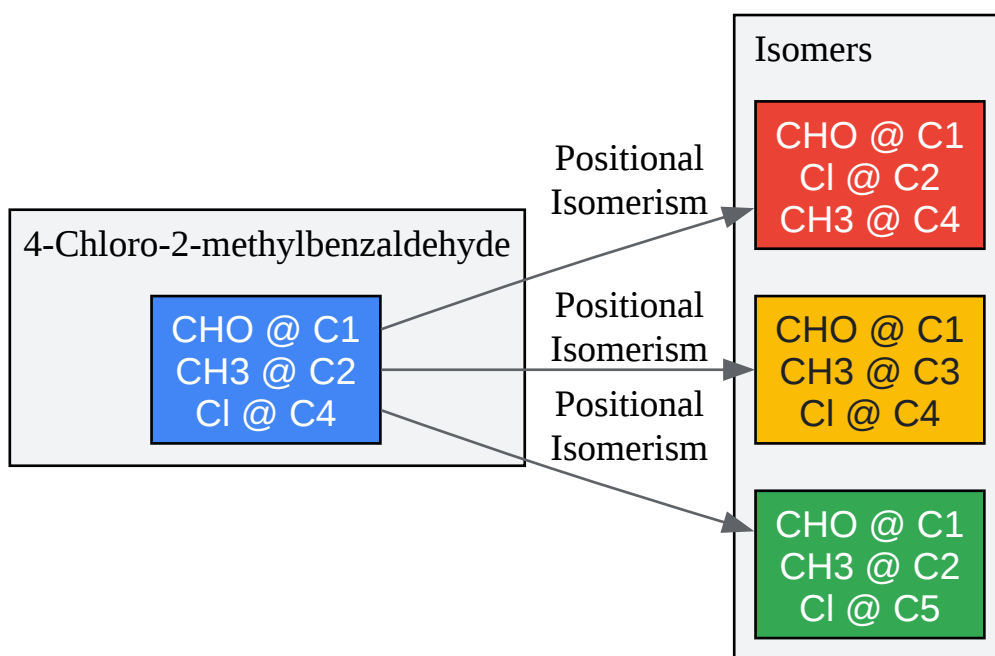 Isomers
CHO @ C1
Cl @ C2
CH3 @ C4
Positional
Isomerism
4-Chloro-2-methylbenzaldehyde
CHO @ C1
CH3 @ C2
Cl @ C4
Positional
Isomerism
CHO @ C1
CH3 @ C3
Cl @ C4
Positional
Isomerism
CHO @ C1
CH3 @ C2
Cl @ C5